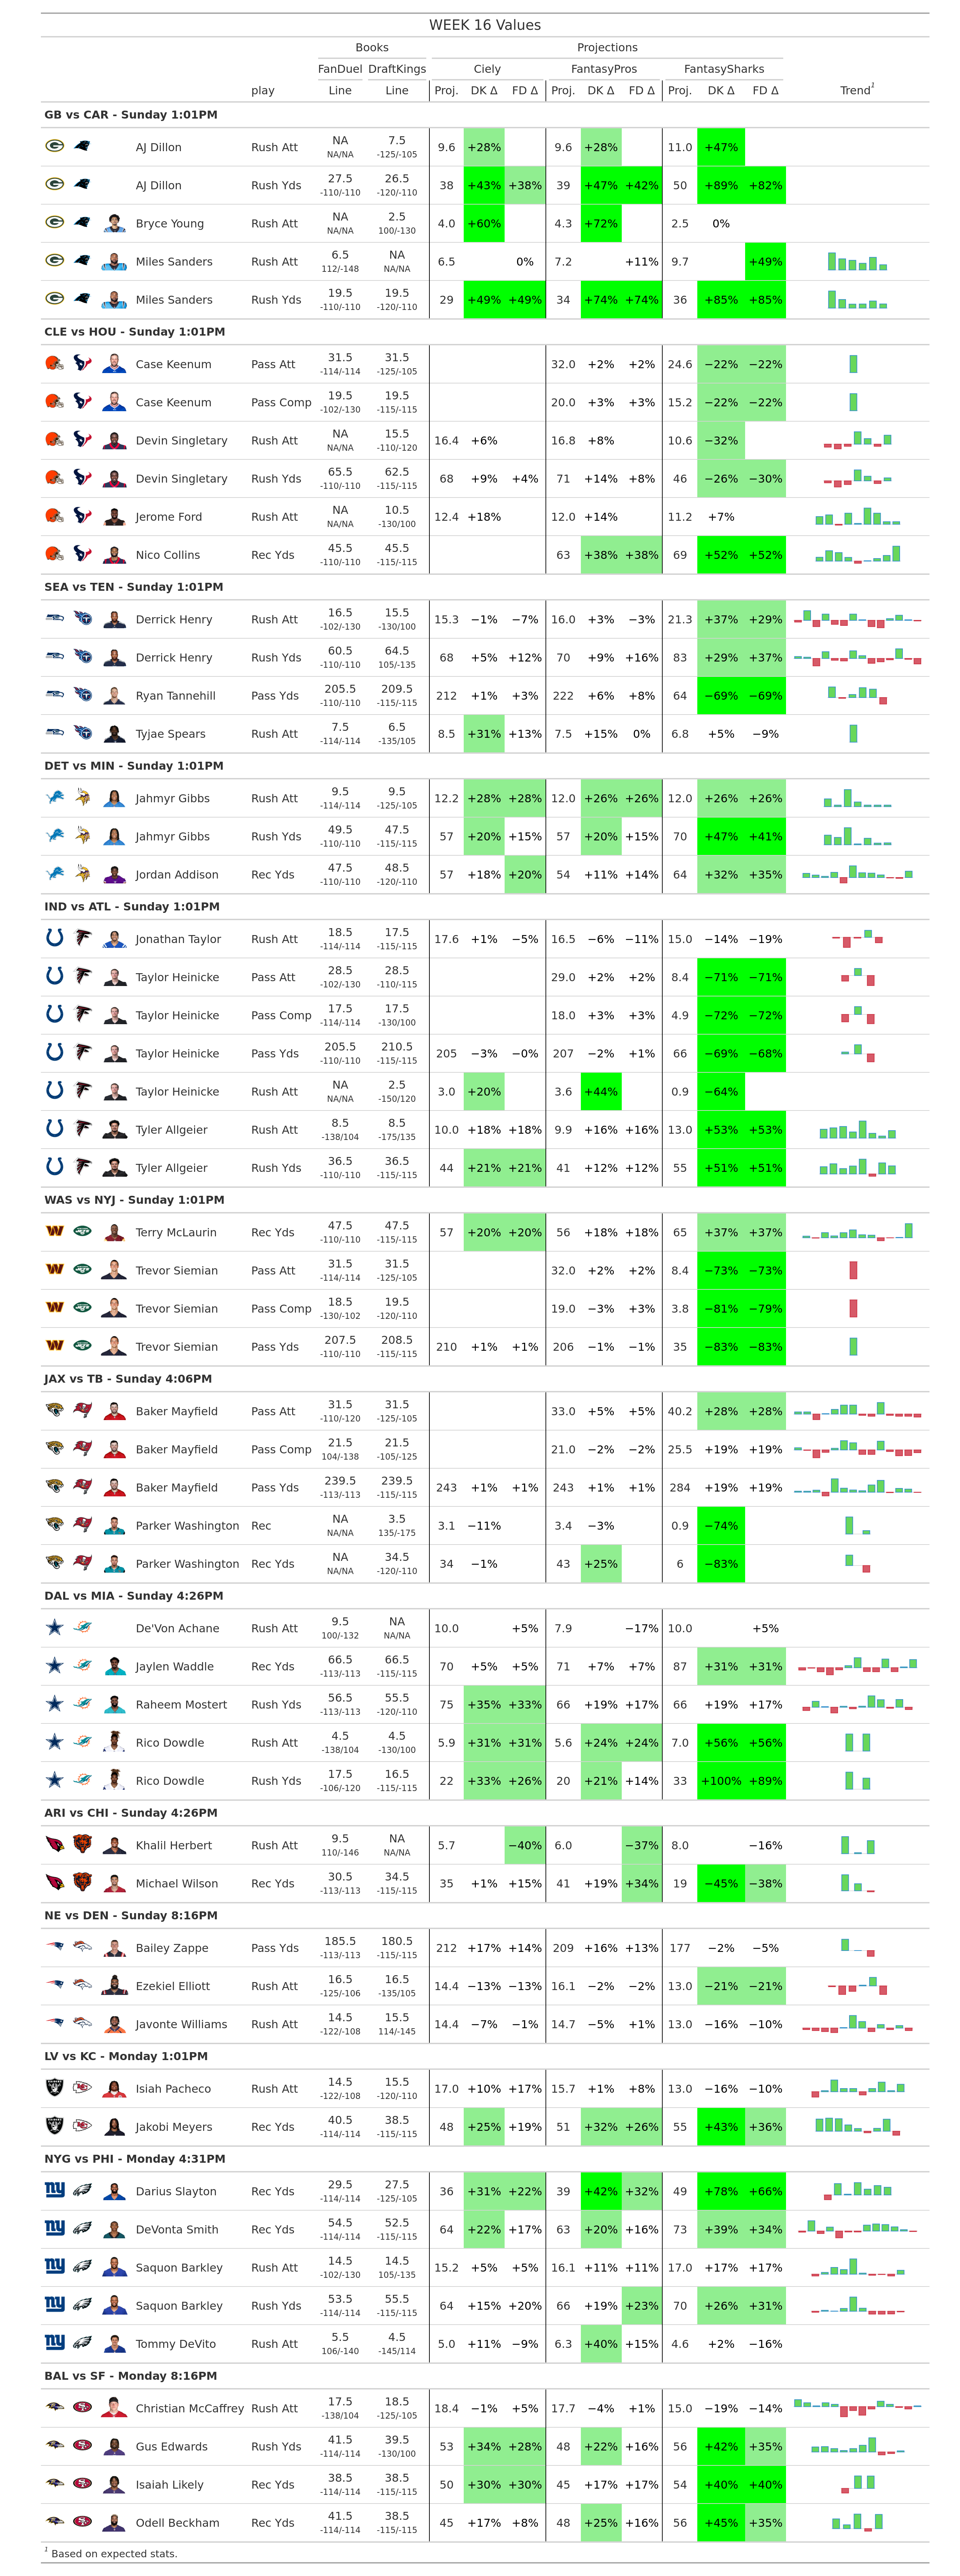 WEEK 16 Values
Books Projections
FanDuel DraftKings Ciely FantasyPros FantasySharks
play Line Line Proj. DK Δ FD Δ Proj. DK Δ FD Δ Proj. DK Δ FD Δ Trend1
GB vs CAR - Sunday 1:01PM
AJ Dillon Rush Att NA 7.5 9.6 +28% 9.6 +28% 11.0 +47%
NA/NA -125/-105
AJ Dillon Rush Yds 27.5 26.5 38 +43% +38% 39 +47% +42% 50 +89% +82%
-110/-110 -120/-110
Bryce Young Rush Att NA 2.5 4.0 +60% 4.3 +72% 2.5 0%
NA/NA 100/-130
Miles Sanders Rush Att 6.5 NA 6.5 0% 7.2 +11% 9.7 +49%
112/-148 NA/NA
Miles Sanders Rush Yds 19.5 19.5 29 +49% +49% 34 +74% +74% 36 +85% +85%
-110/-110 -120/-110
CLE vs HOU - Sunday 1:01PM
Case Keenum Pass Att 31.5 31.5 32.0 +2% +2% 24.6 −22% −22%
-114/-114 -125/-105
Case Keenum Pass Comp 19.5 19.5 20.0 +3% +3% 15.2 −22% −22%
-102/-130 -115/-115
Devin Singletary Rush Att NA 15.5 16.4 +6% 16.8 +8% 10.6 −32%
NA/NA -110/-120
Devin Singletary Rush Yds 65.5 62.5 68 +9% +4% 71 +14% +8% 46 −26% −30%
-110/-110 -115/-115
Jerome Ford Rush Att NA 10.5 12.4 +18% 12.0 +14% 11.2 +7%
NA/NA -130/100
Nico Collins Rec Yds 45.5 45.5 63 +38% +38% 69 +52% +52%
-110/-110 -115/-115
SEA vs TEN - Sunday 1:01PM
Derrick Henry Rush Att 16.5 15.5 15.3 −1% −7% 16.0 +3% −3% 21.3 +37% +29%
-102/-130 -130/100
Derrick Henry Rush Yds 60.5 64.5 68 +5% +12% 70 +9% +16% 83 +29% +37%
-110/-110 105/-135
Ryan Tannehill Pass Yds 205.5 209.5 212 +1% +3% 222 +6% +8% 64 −69% −69%
-110/-110 -115/-115
Tyjae Spears Rush Att 7.5 6.5 8.5 +31% +13% 7.5 +15% 0% 6.8 +5% −9%
-114/-114 -135/105
DET vs MIN - Sunday 1:01PM
Jahmyr Gibbs Rush Att 9.5 9.5 12.2 +28% +28% 12.0 +26% +26% 12.0 +26% +26%
-114/-114 -125/-105
Jahmyr Gibbs Rush Yds 49.5 47.5 57 +20% +15% 57 +20% +15% 70 +47% +41%
-110/-110 -115/-115
Jordan Addison Rec Yds 47.5 48.5 57 +18% +20% 54 +11% +14% 64 +32% +35%
-110/-110 -120/-110
IND vs ATL - Sunday 1:01PM
Jonathan Taylor Rush Att 18.5 17.5 17.6 +1% −5% 16.5 −6% −11% 15.0 −14% −19%
-114/-114 -115/-115
Taylor Heinicke Pass Att 28.5 28.5 29.0 +2% +2% 8.4 −71% −71%
-102/-130 -110/-115
Taylor Heinicke Pass Comp 17.5 17.5 18.0 +3% +3% 4.9 −72% −72%
-114/-114 -130/100
Taylor Heinicke Pass Yds 205.5 210.5 205 −3% −0% 207 −2% +1% 66 −69% −68%
-110/-110 -115/-115
Taylor Heinicke Rush Att NA 2.5 3.0 +20% 3.6 +44% 0.9 −64%
NA/NA -150/120
Tyler Allgeier Rush Att 8.5 8.5 10.0 +18% +18% 9.9 +16% +16% 13.0 +53% +53%
-138/104 -175/135
Tyler Allgeier Rush Yds 36.5 36.5 44 +21% +21% 41 +12% +12% 55 +51% +51%
-110/-110 -115/-115
WAS vs NYJ - Sunday 1:01PM
Terry McLaurin Rec Yds 47.5 47.5 57 +20% +20% 56 +18% +18% 65 +37% +37%
-110/-110 -115/-115
Trevor Siemian Pass Att 31.5 31.5 32.0 +2% +2% 8.4 −73% −73%
-114/-114 -125/-105
Trevor Siemian Pass Comp 18.5 19.5 19.0 −3% +3% 3.8 −81% −79%
-130/-102 -120/-110
Trevor Siemian Pass Yds 207.5 208.5 210 +1% +1% 206 −1% −1% 35 −83% −83%
-110/-110 -115/-115
JAX vs TB - Sunday 4:06PM
Baker Mayfield Pass Att 31.5 31.5 33.0 +5% +5% 40.2 +28% +28%
-110/-120 -125/-105
Baker Mayfield Pass Comp 21.5 21.5 21.0 −2% −2% 25.5 +19% +19%
104/-138 -105/-125
Baker Mayfield Pass Yds 239.5 239.5 243 +1% +1% 243 +1% +1% 284 +19% +19%
-113/-113 -115/-115
Parker Washington Rec NA 3.5 3.1 −11% 3.4 −3% 0.9 −74%
NA/NA 135/-175
Parker Washington Rec Yds NA 34.5 34 −1% 43 +25% 6 −83%
NA/NA -120/-110
DAL vs MIA - Sunday 4:26PM
De'Von Achane Rush Att 9.5 NA 10.0 +5% 7.9 −17% 10.0 +5%
100/-132 NA/NA
Jaylen Waddle Rec Yds 66.5 66.5 70 +5% +5% 71 +7% +7% 87 +31% +31%
-113/-113 -115/-115
Raheem Mostert Rush Yds 56.5 55.5 75 +35% +33% 66 +19% +17% 66 +19% +17%
-113/-113 -120/-110
Rico Dowdle Rush Att 4.5 4.5 5.9 +31% +31% 5.6 +24% +24% 7.0 +56% +56%
-138/104 -130/100
Rico Dowdle Rush Yds 17.5 16.5 22 +33% +26% 20 +21% +14% 33 +100% +89%
-106/-120 -115/-115
ARI vs CHI - Sunday 4:26PM
Khalil Herbert Rush Att 9.5 NA 5.7 −40% 6.0 −37% 8.0 −16%
110/-146 NA/NA
Michael Wilson Rec Yds 30.5 34.5 35 +1% +15% 41 +19% +34% 19 −45% −38%
-113/-113 -115/-115
NE vs DEN - Sunday 8:16PM
Bailey Zappe Pass Yds 185.5 180.5 212 +17% +14% 209 +16% +13% 177 −2% −5%
-113/-113 -115/-115
Ezekiel Elliott Rush Att 16.5 16.5 14.4 −13% −13% 16.1 −2% −2% 13.0 −21% −21%
-125/-106 -135/105
Javonte Williams Rush Att 14.5 15.5 14.4 −7% −1% 14.7 −5% +1% 13.0 −16% −10%
-122/-108 114/-145
LV vs KC - Monday 1:01PM
Isiah Pacheco Rush Att 14.5 15.5 17.0 +10% +17% 15.7 +1% +8% 13.0 −16% −10%
-122/-108 -120/-110
Jakobi Meyers Rec Yds 40.5 38.5 48 +25% +19% 51 +32% +26% 55 +43% +36%
-114/-114 -115/-115
NYG vs PHI - Monday 4:31PM
Darius Slayton Rec Yds 29.5 27.5 36 +31% +22% 39 +42% +32% 49 +78% +66%
-114/-114 -125/-105
DeVonta Smith Rec Yds 54.5 52.5 64 +22% +17% 63 +20% +16% 73 +39% +34%
-114/-114 -115/-115
Saquon Barkley Rush Att 14.5 14.5 15.2 +5% +5% 16.1 +11% +11% 17.0 +17% +17%
-102/-130 105/-135
Saquon Barkley Rush Yds 53.5 55.5 64 +15% +20% 66 +19% +23% 70 +26% +31%
-114/-114 -115/-115
Tommy DeVito Rush Att 5.5 4.5 5.0 +11% −9% 6.3 +40% +15% 4.6 +2% −16%
106/-140 -145/114
BAL vs SF - Monday 8:16PM
Christian McCaffrey Rush Att 17.5 18.5 18.4 −1% +5% 17.7 −4% +1% 15.0 −19% −14%
-138/104 -125/-105
Gus Edwards Rush Yds 41.5 39.5 53 +34% +28% 48 +22% +16% 56 +42% +35%
-114/-114 -130/100
Isaiah Likely Rec Yds 38.5 38.5 50 +30% +30% 45 +17% +17% 54 +40% +40%
-114/-114 -115/-115
Odell Beckham Rec Yds 41.5 38.5 45 +17% +8% 48 +25% +16% 56 +45% +35%
-114/-114 -115/-115
1 Based on expected stats.